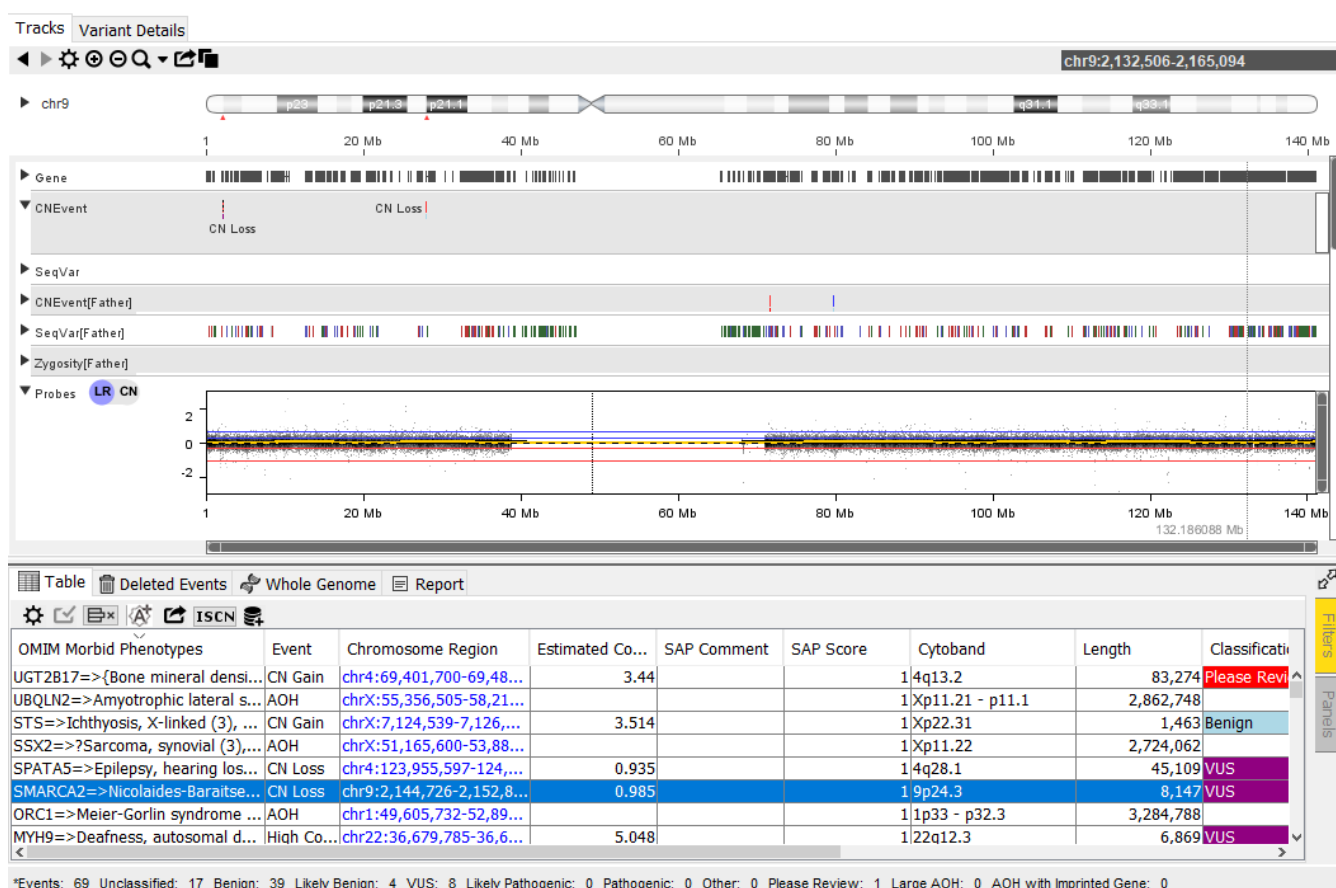 Tracks Variant Details
chr9:2,132,506-2,165,094
chr9 p23 p21.3 p21.1 q31.1 q33.1
1 20 Mb 40 Mb 60 Mb 80 Mb 100 Mb 120 Mb 140 Mb
Gene
CNEvent CN Loss
CN Loss
SeqVar
CNEvent[Father]
SeqVar[Father]
Zygosity[Father]
Probes LR CN
2
0
-2
1 20 Mb 40 Mb 60 Mb 80 Mb 100 Mb 120 Mb 140 Mb
132.186088 Mb
Table Deleted Events Whole Genome Report
ISCN
Filters
Panels
OMIM Morbid Phenotypes Event Chromosome Region Estimated Co... SAP Comment SAP Score Cytoband Length Classificatio
UGT2B17=>{Bone mineral densi... CN Gain chr4:69,401,700-69,48... 3.44 1 4q13.2 83,274 Please Revi
UBQLN2=>Amyotrophic lateral s... AOH chrX:55,356,505-58,21... 1 Xp11.21 - p11.1 2,862,748
STS=>Ichthyosis, X-linked (3), ... CN Gain chrX:7,124,539-7,126,... 3.514 1 Xp22.31 1,463 Benign
SSX2=>?Sarcoma, synovial (3),... AOH chrX:51,165,600-53,88... 1 Xp11.22 2,724,062
SPATA5=>Epilepsy, hearing los... CN Loss chr4:123,955,597-124,... 0.935 1 4q28.1 45,109 VUS
SMARCA2=>Nicolaides-Baraitse... CN Loss chr9:2,144,726-2,152,8... 0.985 1 9p24.3 8,147 VUS
ORC1=>Meier-Gorlin syndrome ... AOH chr1:49,605,732-52,89... 1 1p33 - p32.3 3,284,788
MYH9=>Deafness, autosomal d... High Co... chr22:36,679,785-36,6... 5.048 1 22q12.3 6,869 VUS
*Events: 69 Unclassified: 17 Benign: 39 Likely Benign: 4 VUS: 8 Likely Pathogenic: 0 Pathogenic: 0 Other: 0 Please Review: 1 Large AOH: 0 AOH with Imprinted Gene: 0